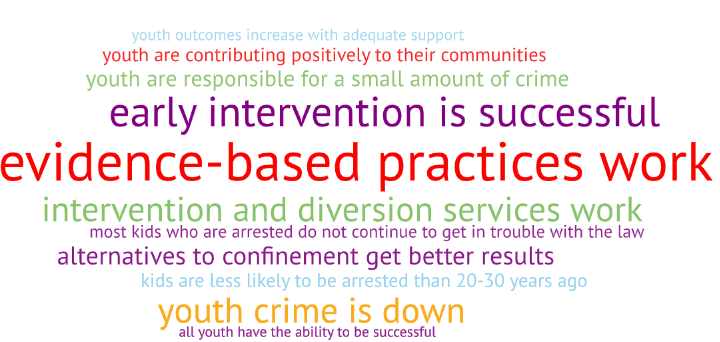 youth outcomes increase with adequate support
youth are contributing positively to their communities
youth are responsible for a small amount of crime
early intervention is successful
evidence-based practices work
intervention and diversion services work
most kids who are arrested do not continue to get in trouble with the law
alternatives to confinement get better results
kids are less likely to be arrested than 20-30 years ago
youth crime is down
all youth have the ability to be successful